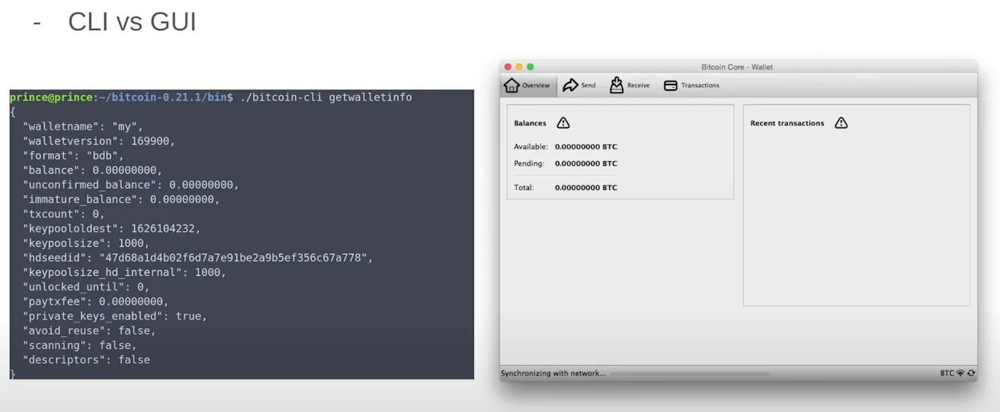 - CLI vs GUI
prince@prince:~/bitcoin-0.21.1/bin$ ./bitcoin-cli getwalletinfo
{
"walletname": "my",
"walletversion": 169900,
"format": "bdb",
"balance": 0.00000000,
"unconfirmed_balance": 0.00000000,
"immature_balance": 0.00000000,
"txcount": 0,
"keypoololdest": 1626104232,
"keypoolsize": 1000,
"hdseedid": "47d68a1d4b02f6d7a7e91be2a9b5ef356c67a778",
"keypoolsize_hd_internal": 1000,
"unlocked_until": 0,
"paytxfee": 0.00000000,
"private_keys_enabled": true,
"avoid_reuse": false,
"scanning": false,
"descriptors": false
}
Bitcoin Core - Wallet
Overview Send Receive Transactions
Balances
Available: 0.00000000 BTC
Pending: 0.00000000 BTC
Total: 0.00000000 BTC
Recent transactions
Synchronizing with network...
BTC